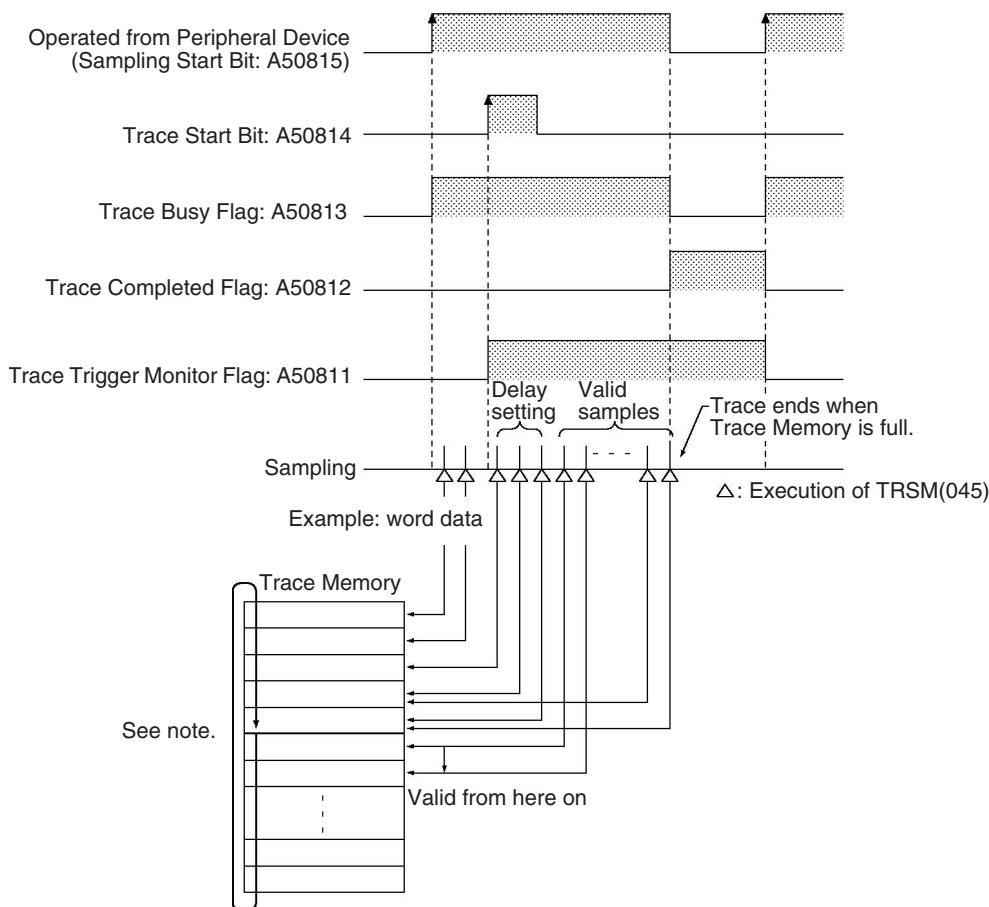 Operated from Peripheral Device
(Sampling Start Bit: A50815)
Trace Start Bit: A50814
Trace Busy Flag: A50813
Trace Completed Flag: A50812
Trace Trigger Monitor Flag: A50811
Delay
setting
Valid
samples
Trace ends when
Trace Memory is full.
Sampling
△: Execution of TRSM(045)
Example: word data
Trace Memory
See note.
Valid from here on